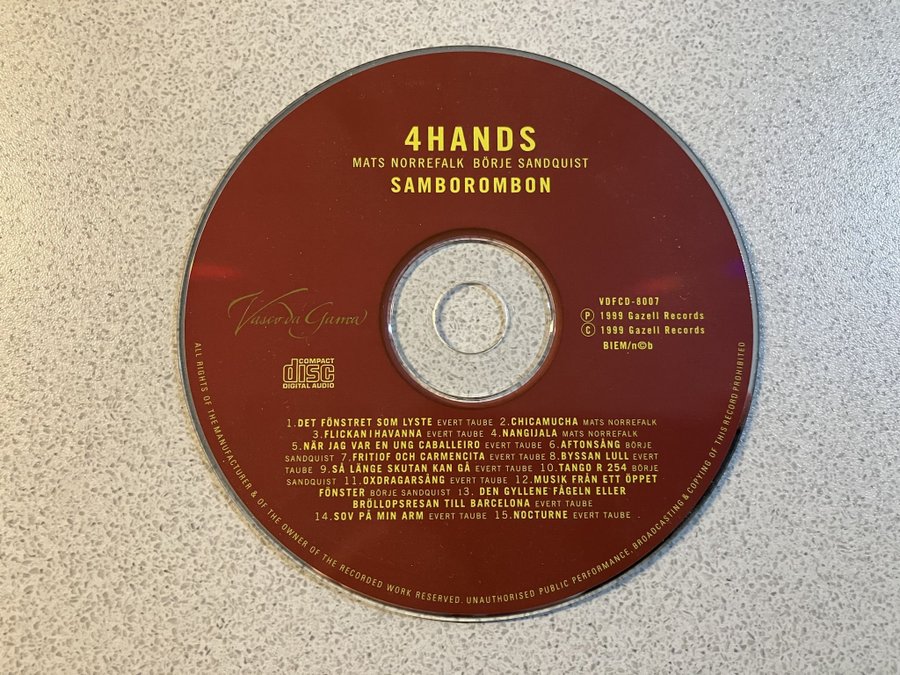 4HANDS
MATS NORREFALK BÖRJE SANDQUIST
SAMBOROMBON
Vasco da Gama
VDFCD-8007
Ⓟ 1999 Gazell Records
© 1999 Gazell Records
BIEM/n©b
COMPACT
disc
DIGITAL AUDIO
1.DET FÖNSTRET SOM LYSTE EVERT TAUBE 2.CHICAMUCHA MATS NORREFALK
3.FLICKAN I HAVANNA EVERT TAUBE 4.NANGIJALA MATS NORREFALK
5.NÄR JAG VAR EN UNG CABALLEIRO EVERT TAUBE 6.AFTONSÅNG BÖRJE
SANDQUIST 7.FRITIOF OCH CARMENCITA EVERT TAUBE 8.BYSSAN LULL EVERT
TAUBE 9.SÅ LÄNGE SKUTAN KAN GÅ EVERT TAUBE 10.TANGO R 254 BÖRJE
SANDQUIST 11.OXDRAGARSÅNG EVERT TAUBE 12.MUSIK FRÅN ETT ÖPPET
FÖNSTER BÖRJE SANDQUIST 13. DEN GYLLENE FÅGELN ELLER
BRÖLLOPSRESAN TILL BARCELONA EVERT TAUBE
14.SOV PÅ MIN ARM EVERT TAUBE 15.NOCTURNE EVERT TAUBE .
ALL RIGHTS OF THE MANUFACTURER & OF THE OWNER OF THE RECORDED WORK RESERVED. UNAUTHORISED PUBLIC PERFORMANCE, BROADCASTING & COPYING OF THIS RECORD PROHIBITED